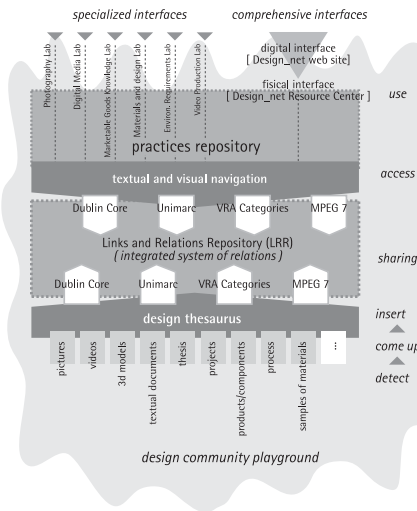 specialized interfaces
comprehensive interfaces
Photography Lab
Digital Media Lab
Marketable Goods Knowledge Lab
Materials and design Lab
Environ. Requirements Lab
Video Production Lab
digital interface
[ Design_net web site]
fisical interface
[ Design_net Resource Center ]
use
practices repository
textual and visual navigation
access
Dublin Core
Unimarc
VRA Categories
MPEG 7
Links and Relations Repository (LRR)
( integrated system of relations )
sharing
Dublin Core
Unimarc
VRA Categories
MPEG 7
design thesaurus
insert
pictures
videos
3d models
textual documents
thesis
projects
products/components
process
samples of materials
...
come up
detect
design community playground